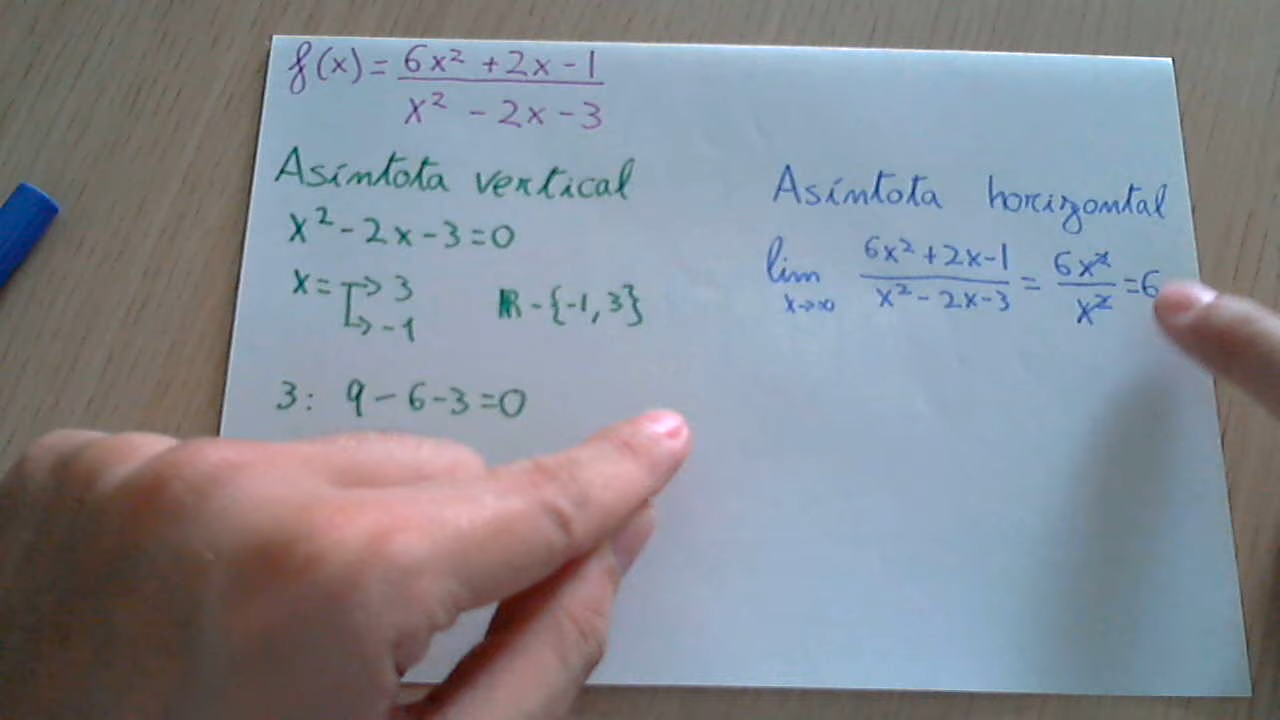 f(x) = 6x² + 2x - 1 / x² - 2x - 3
Asíntota vertical
x² - 2x - 3 = 0
x = → 3
→ -1
ℝ - {-1, 3}
3: 9 - 6 - 3 = 0
Asíntota horizontal
lim x→∞ 6x² + 2x - 1 / x² - 2x - 3 = 6x² / x² = 6